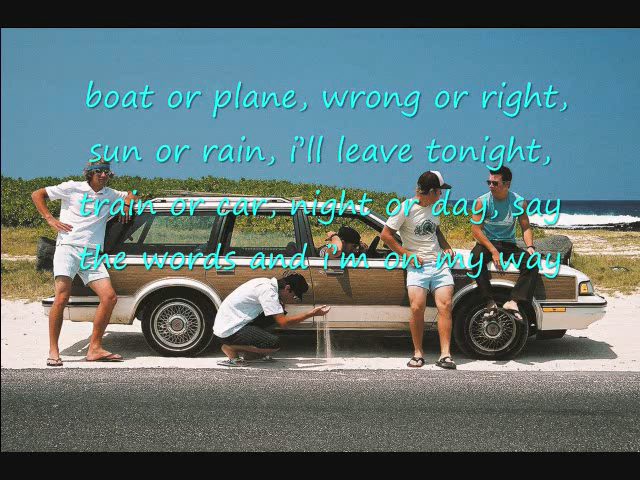 boat or plane, wrong or right,
sun or rain, i'll leave tonight,
train or car, night or day, say
the words and i'm on my way